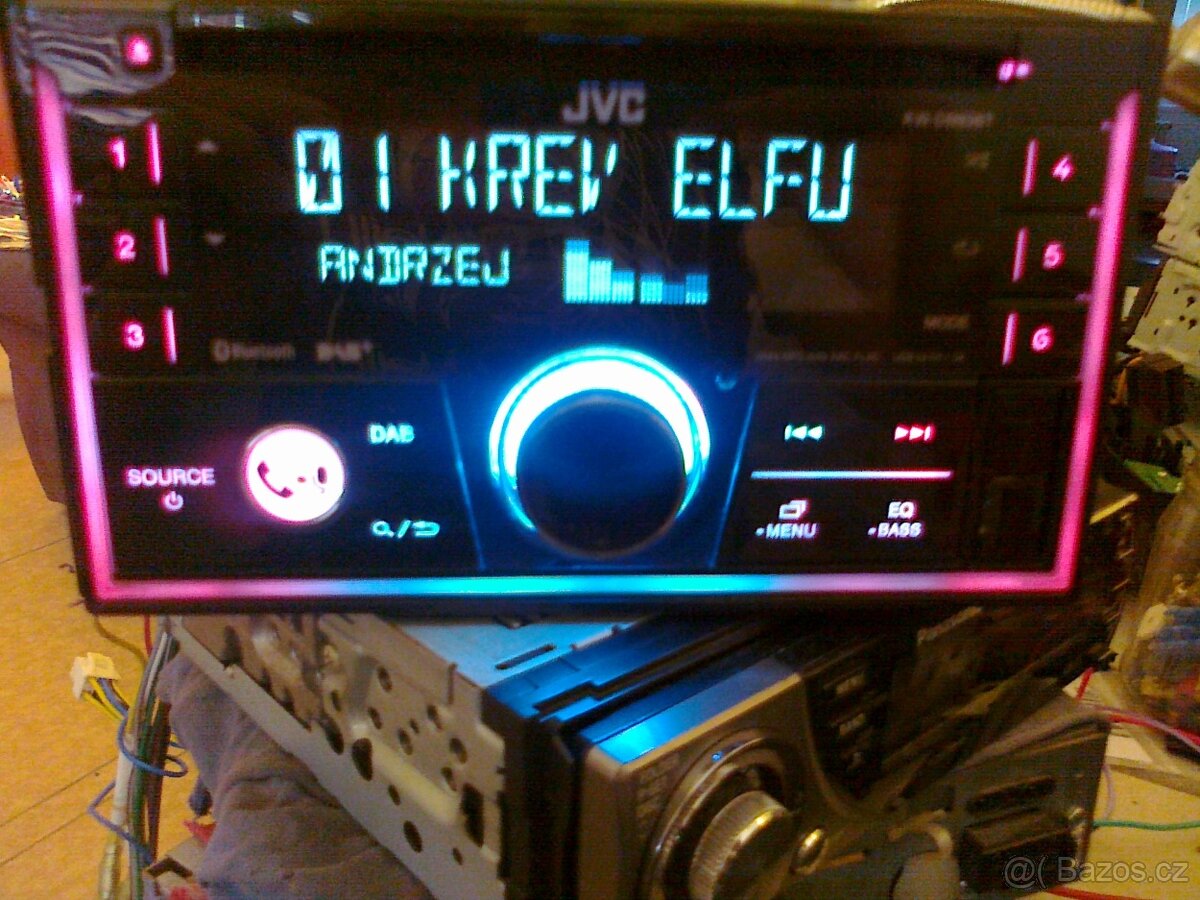 JVC
01 KREV ELFU
ANDRZEJ
1
2
3
4
5
6
Bluetooth DAB+
MODE
DAB
SOURCE
MENU
EQ
BASS
@( Bazos.cz